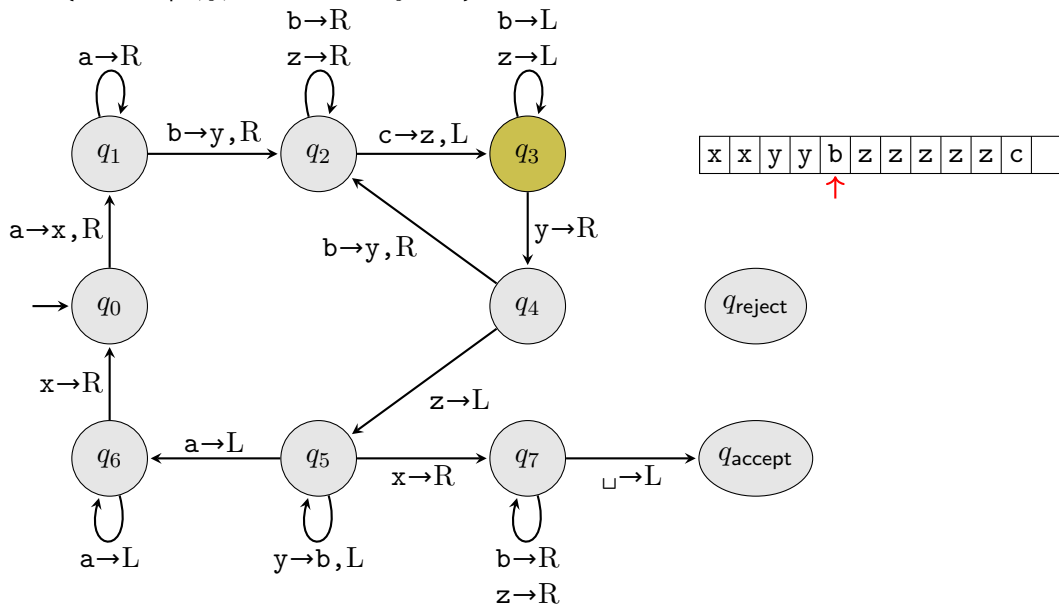 b→R
z→R
b→L
z→L
a→R
q1
b→y,R
q2
c→z,L
q3
x x y y b z z z z z c
a→x,R
b→y,R
y→R
q0
q4
qreject
x→R
z→L
q6
a→L
q5
x→R
q7
␣→L
qaccept
a→L
y→b,L
b→R
z→R